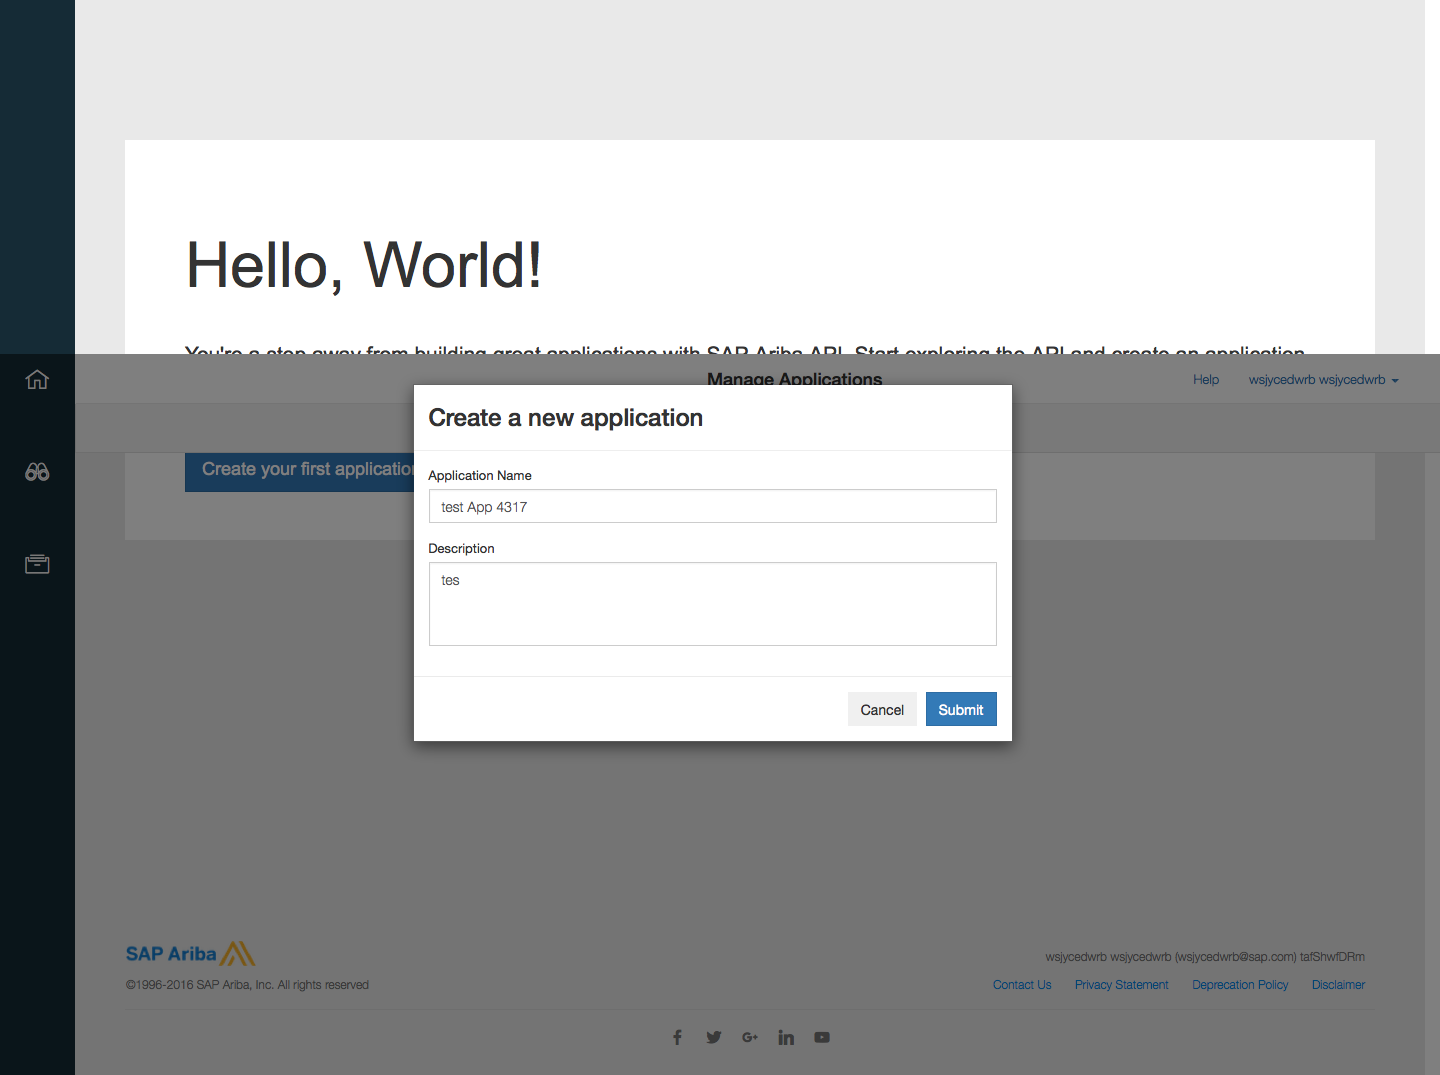 Hello, World!
You're a step away from building great applications with SAP Ariba API. Start exploring the API and create an application
Manage Applications
Help
wsjycedwrb wsjycedwrb
Create a new application
Create your first application
Application Name
test App 4317
Description
tes
Cancel
Submit
SAP Ariba
wsjycedwrb wsjycedwrb (wsjycedwrb@sap.com) tafShwfDRm
©1996-2016 SAP Ariba, Inc. All rights reserved
Contact Us
Privacy Statement
Deprecation Policy
Disclaimer